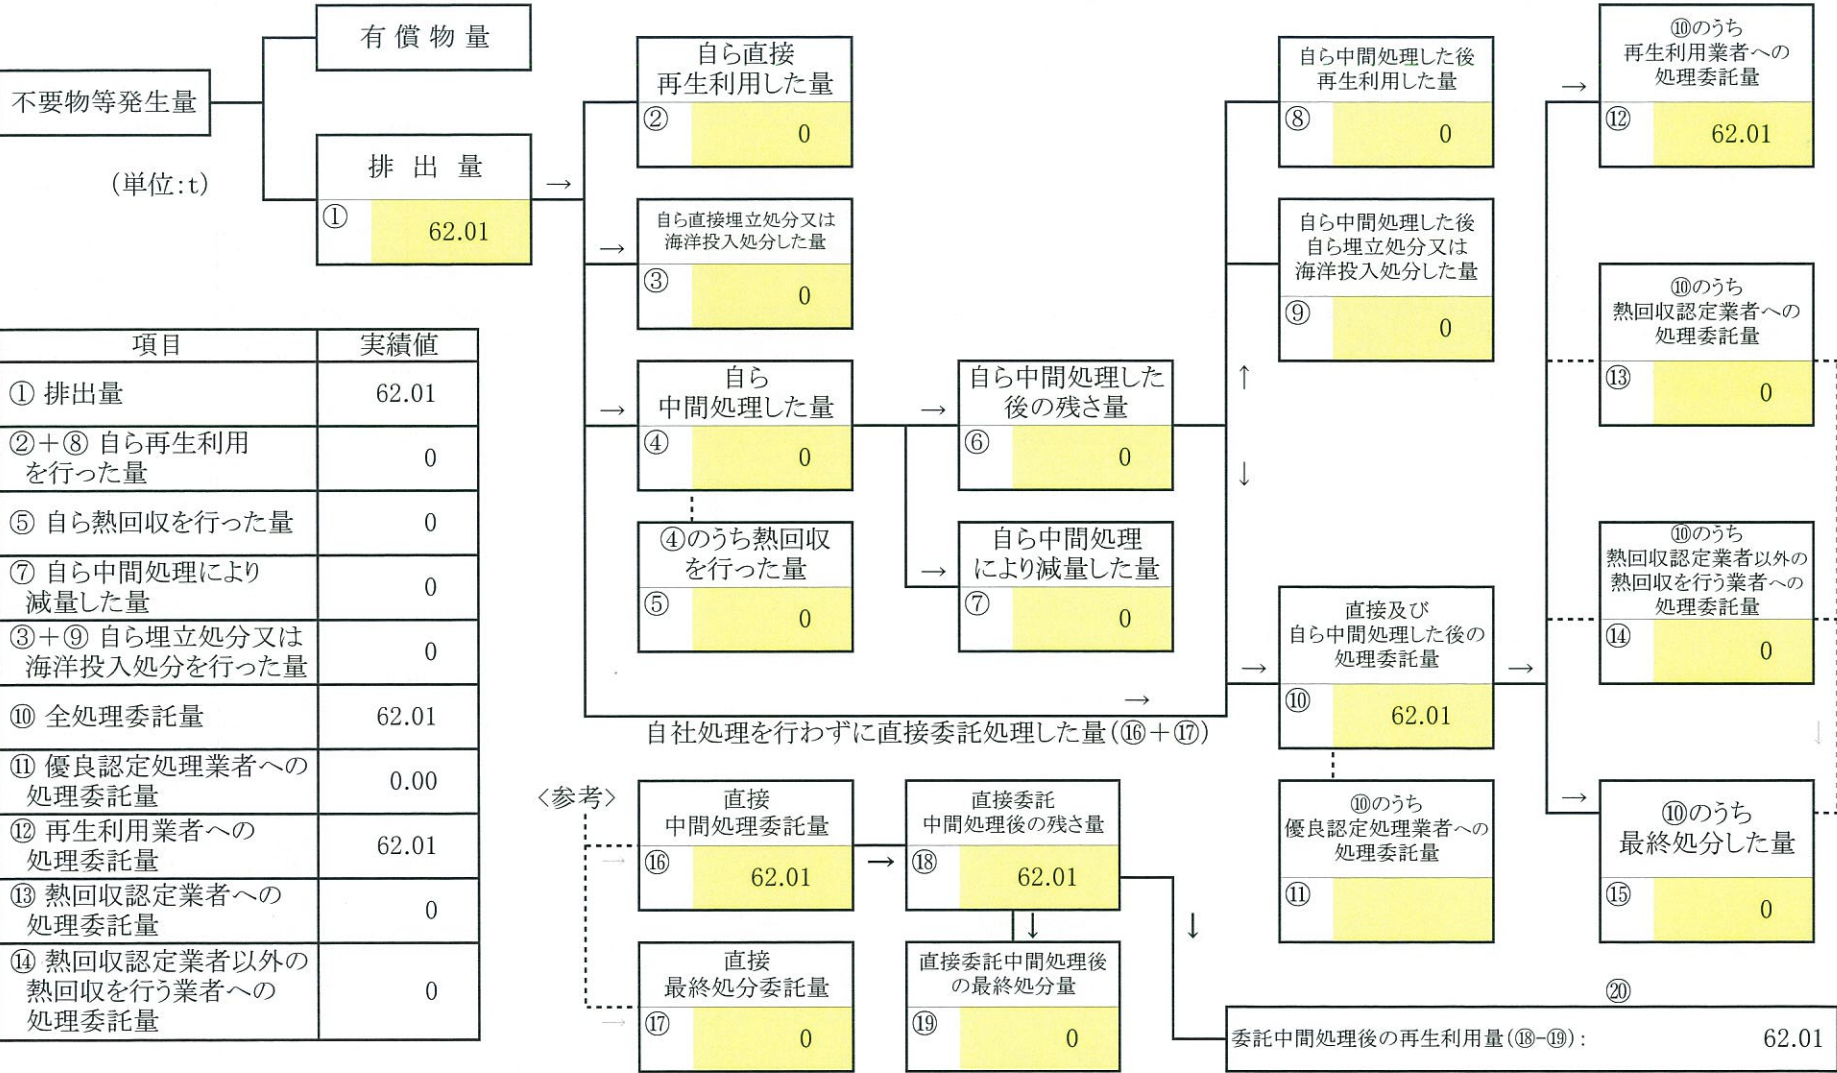 有償物量
不要物等発生量
(単位:t)
排出量
①
62.01
→
自ら直接
再生利用した量
②
0
→
自ら直接埋立処分又は
海洋投入処分した量
③
0
→
自ら
中間処理した量
④
0
④のうち熱回収
を行った量
⑤
0
→
自ら中間処理した
後の残さ量
⑥
0
→
自ら中間処理
により減量した量
⑦
0
自ら中間処理した後
再生利用した量
⑧
0
自ら中間処理した後
自ら埋立処分又は
海洋投入処分した量
⑨
0
↑
↓
→
自社処理を行わずに直接委託処理した量(⑯+⑰)
→
直接及び
自ら中間処理した後の
処理委託量
⑩
62.01
→
⑩のうち
優良認定処理業者への
処理委託量
⑪
→
⑩のうち
再生利用業者への
処理委託量
⑫
62.01
⑩のうち
熱回収認定業者への
処理委託量
⑬
0
⑩のうち
熱回収認定業者以外の
熱回収を行う業者への
処理委託量
⑭
0
↓
→
⑩のうち
最終処分した量
⑮
0
項目 実績値
① 排出量 62.01
②+⑧ 自ら再生利用
を行った量 0
⑤ 自ら熱回収を行った量 0
⑦ 自ら中間処理により
減量した量 0
③+⑨ 自ら埋立処分又は
海洋投入処分を行った量 0
⑩ 全処理委託量 62.01
⑪ 優良認定処理業者への
処理委託量 0.00
⑫ 再生利用業者への
処理委託量 62.01
⑬ 熱回収認定業者への
処理委託量 0
⑭ 熱回収認定業者以外の
熱回収を行う業者への
処理委託量 0
〈参考〉
→
直接
中間処理委託量
⑯
62.01
→
直接委託
中間処理後の残さ量
⑱
62.01
↓
↓
→
直接
最終処分委託量
⑰
0
直接委託中間処理後
の最終処分量
⑲
0
⑳
委託中間処理後の再生利用量(⑱-⑲): 62.01